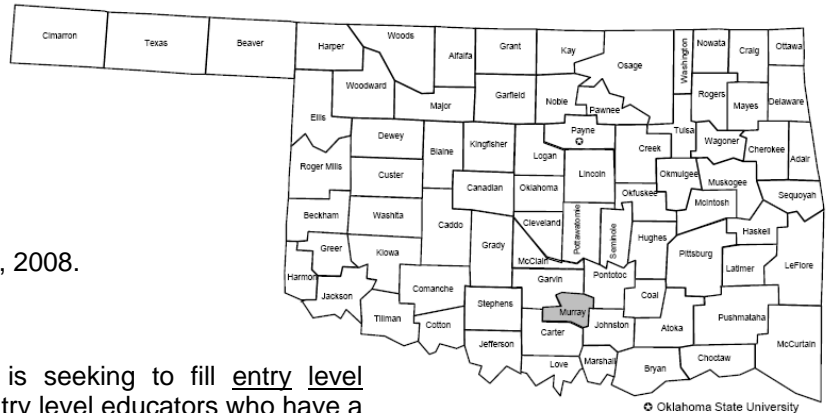 Cimarron
Texas
Beaver
Harper
Woods
Alfalfa
Grant
Kay
Osage
Washington
Nowata
Craig
Ottawa
Ellis
Woodward
Major
Garfield
Noble
Pawnee
Rogers
Mayes
Delaware
Dewey
Blaine
Kingfisher
Logan
Payne
Creek
Tulsa
Wagoner
Cherokee
Adair
Roger Mills
Custer
Canadian
Oklahoma
Lincoln
Okfuskee
Okmulgee
Muskogee
McIntosh
Sequoyah
Beckham
Washita
Caddo
Grady
Cleveland
McClain
Pottawatomie
Seminole
Hughes
Pittsburg
Haskell
Latimer
LeFlore
Harmon
Greer
Kiowa
Jackson
Tillman
Comanche
Cotton
Stephens
Jefferson
Garvin
Murray
Carter
Love
Pontotoc
Johnston
Marshall
Coal
Atoka
Bryan
Pushmataha
Choctaw
McCurtain
, 2008.
is seeking to fill entry level
try level educators who have a
Oklahoma State University